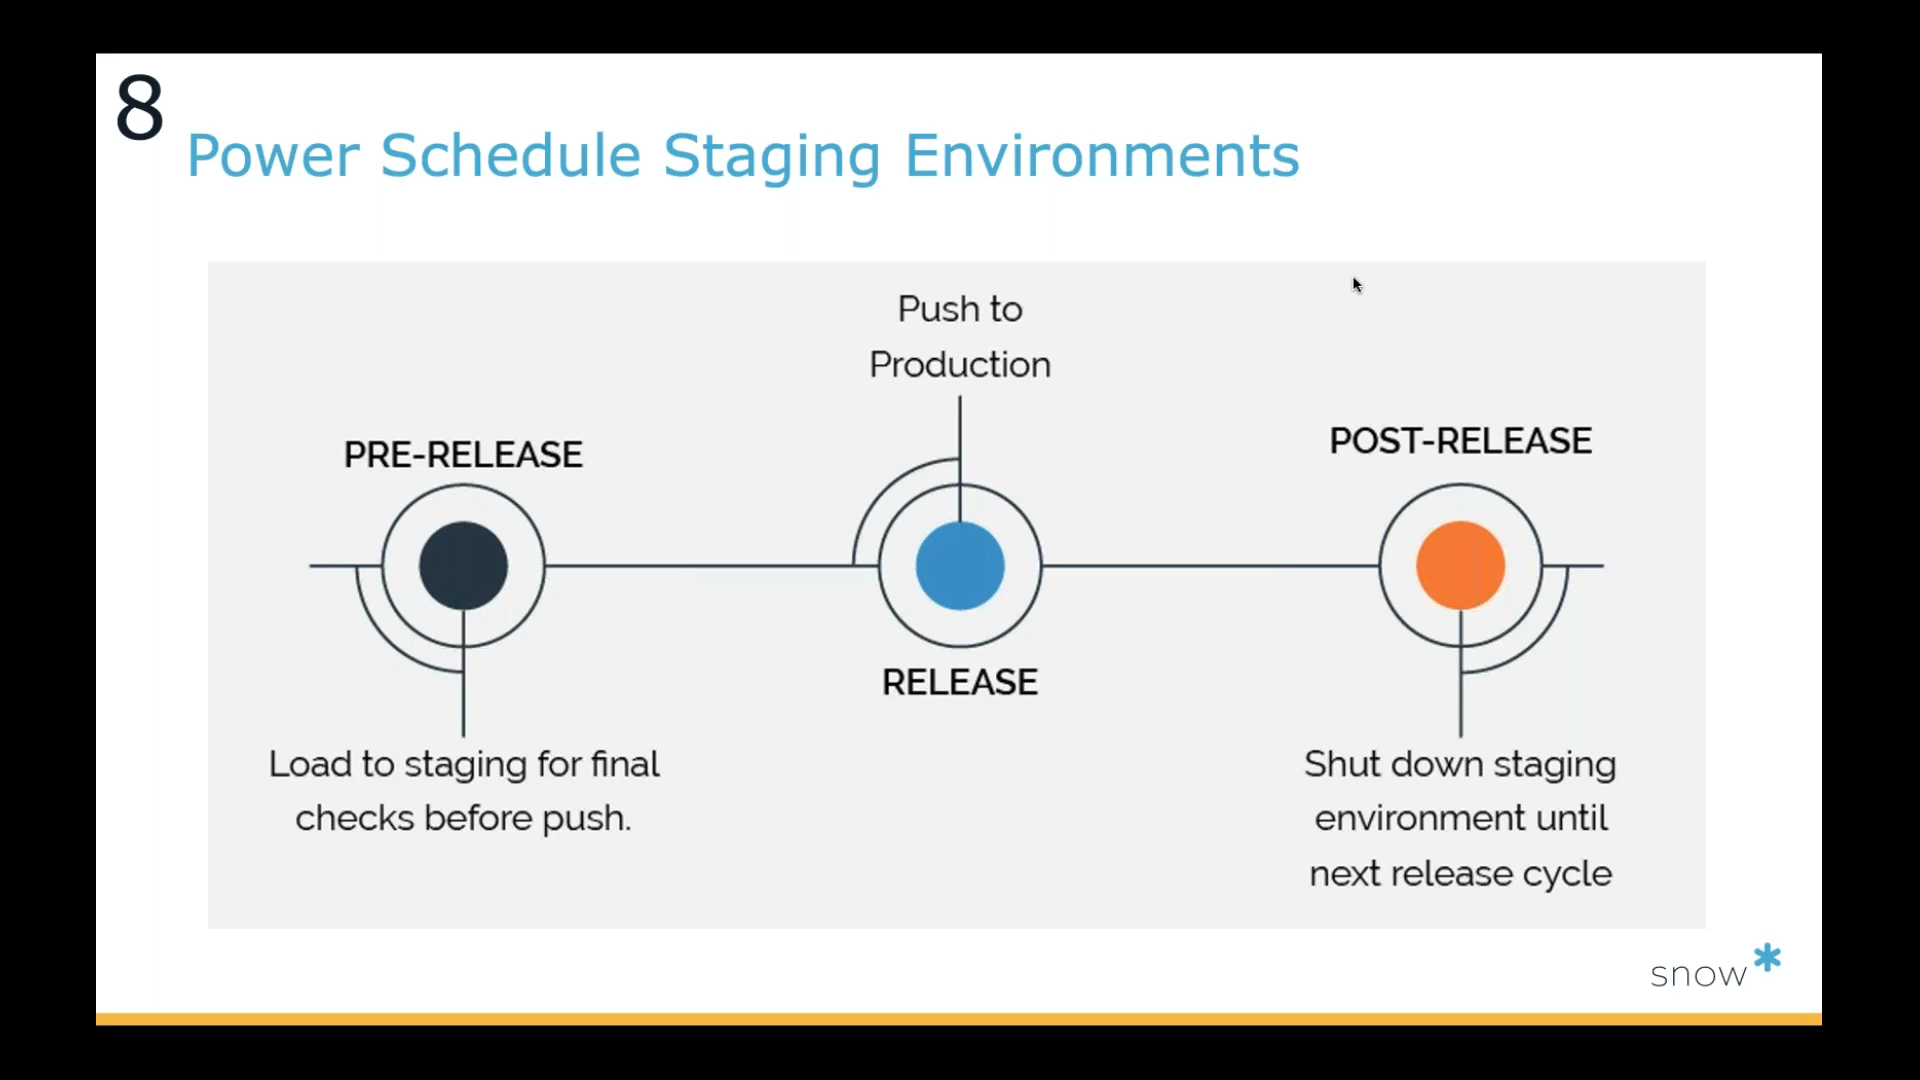 8
Power Schedule Staging Environments
Push to
Production
PRE-RELEASE
POST-RELEASE
RELEASE
Load to staging for final
checks before push.
Shut down staging
environment until
next release cycle
snow*